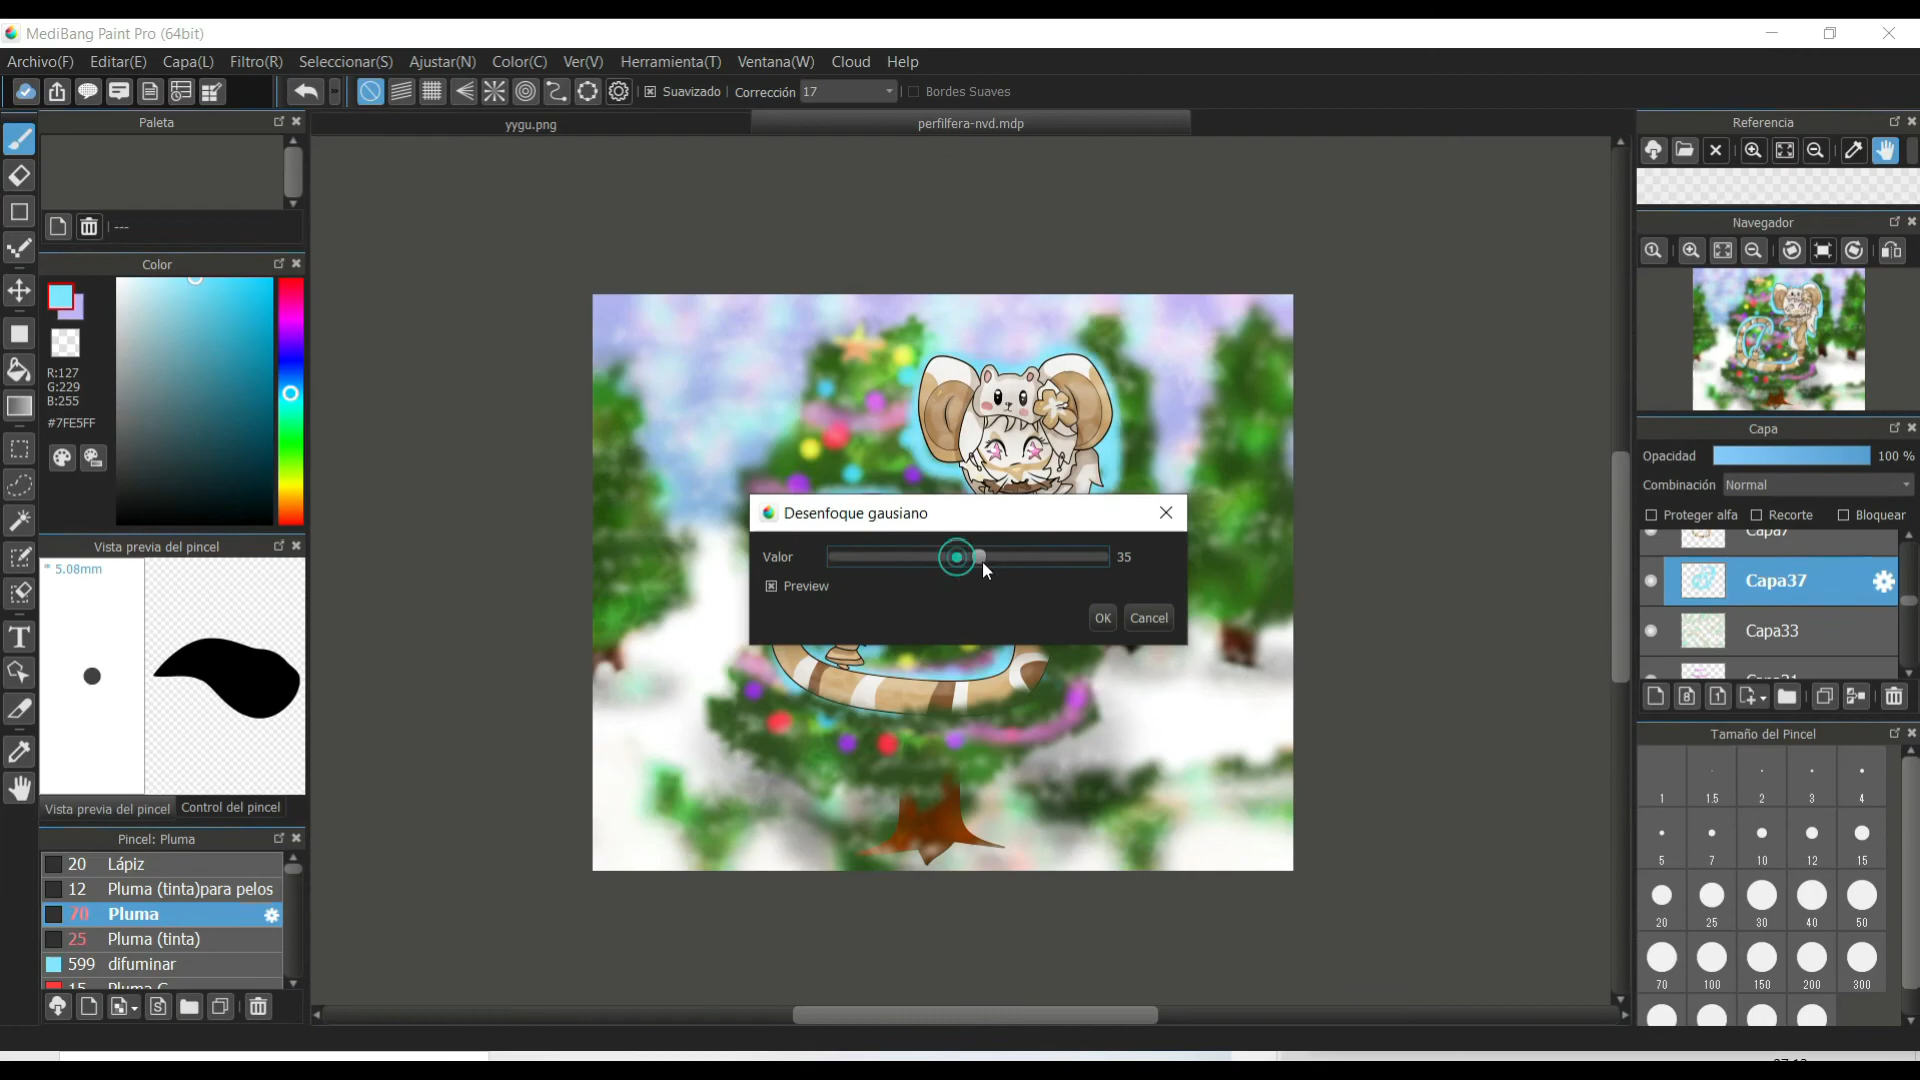 MediBang Paint Pro (64bit)
Archivo(F) Editar(E) Capa(L) Filtro(R) Seleccionar(S) Ajustar(N) Color(C) Ver(V) Herramienta(T) Ventana(W) Cloud Help
Suavizado Corrección 17 Bordes Suaves
Paleta
---
Color
R:127
G:229
B:255
#7FE5FF
Vista previa del pincel
* 5.08mm
Vista previa del pincel Control del pincel
Pincel: Pluma
20 Lápiz
12 Pluma (tinta)para pelos
70 Pluma
25 Pluma (tinta)
599 difuminar
15 Pluma G
yygu.png perfilfera-nvd.mdp
Desenfoque gausiano
Valor 35
Preview
OK Cancel
Referencia
Navegador
Capa
Opacidad 100 %
Combinación Normal
Proteger alfa Recorte Bloquear
Capa7
Capa37
Capa33
Tamaño del Pincel
1 1.5 2 3 4
5 7 10 12 15
20 25 30 40 50
70 100 150 200 300